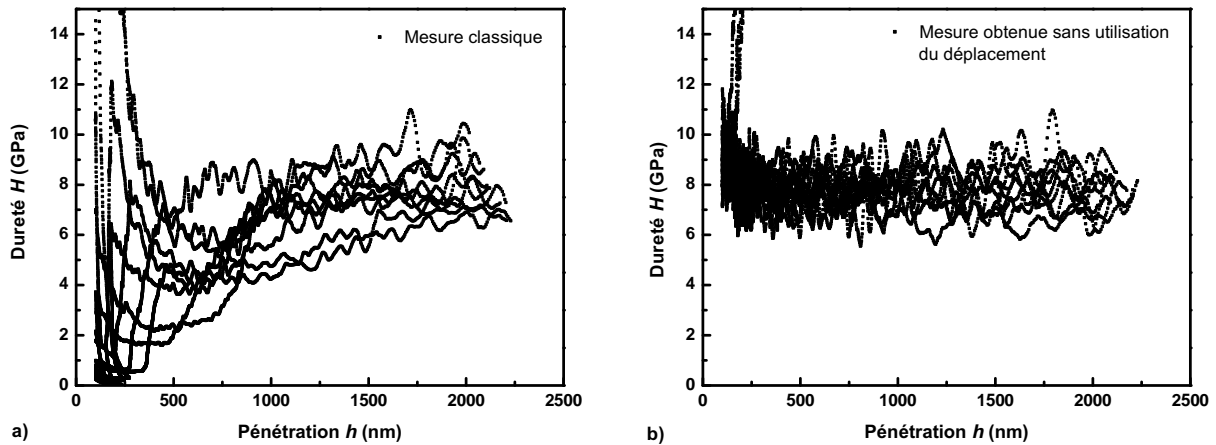 14
12
10
8
6
4
2
0
Dureté H (GPa)
Mesure classique
0 500 1000 1500 2000 2500
Pénétration h (nm)
a)
14
12
10
8
6
4
2
0
Dureté H (GPa)
Mesure obtenue sans utilisation
du déplacement
500 1000 1500 2000 2500
Pénétration h (nm)
b)